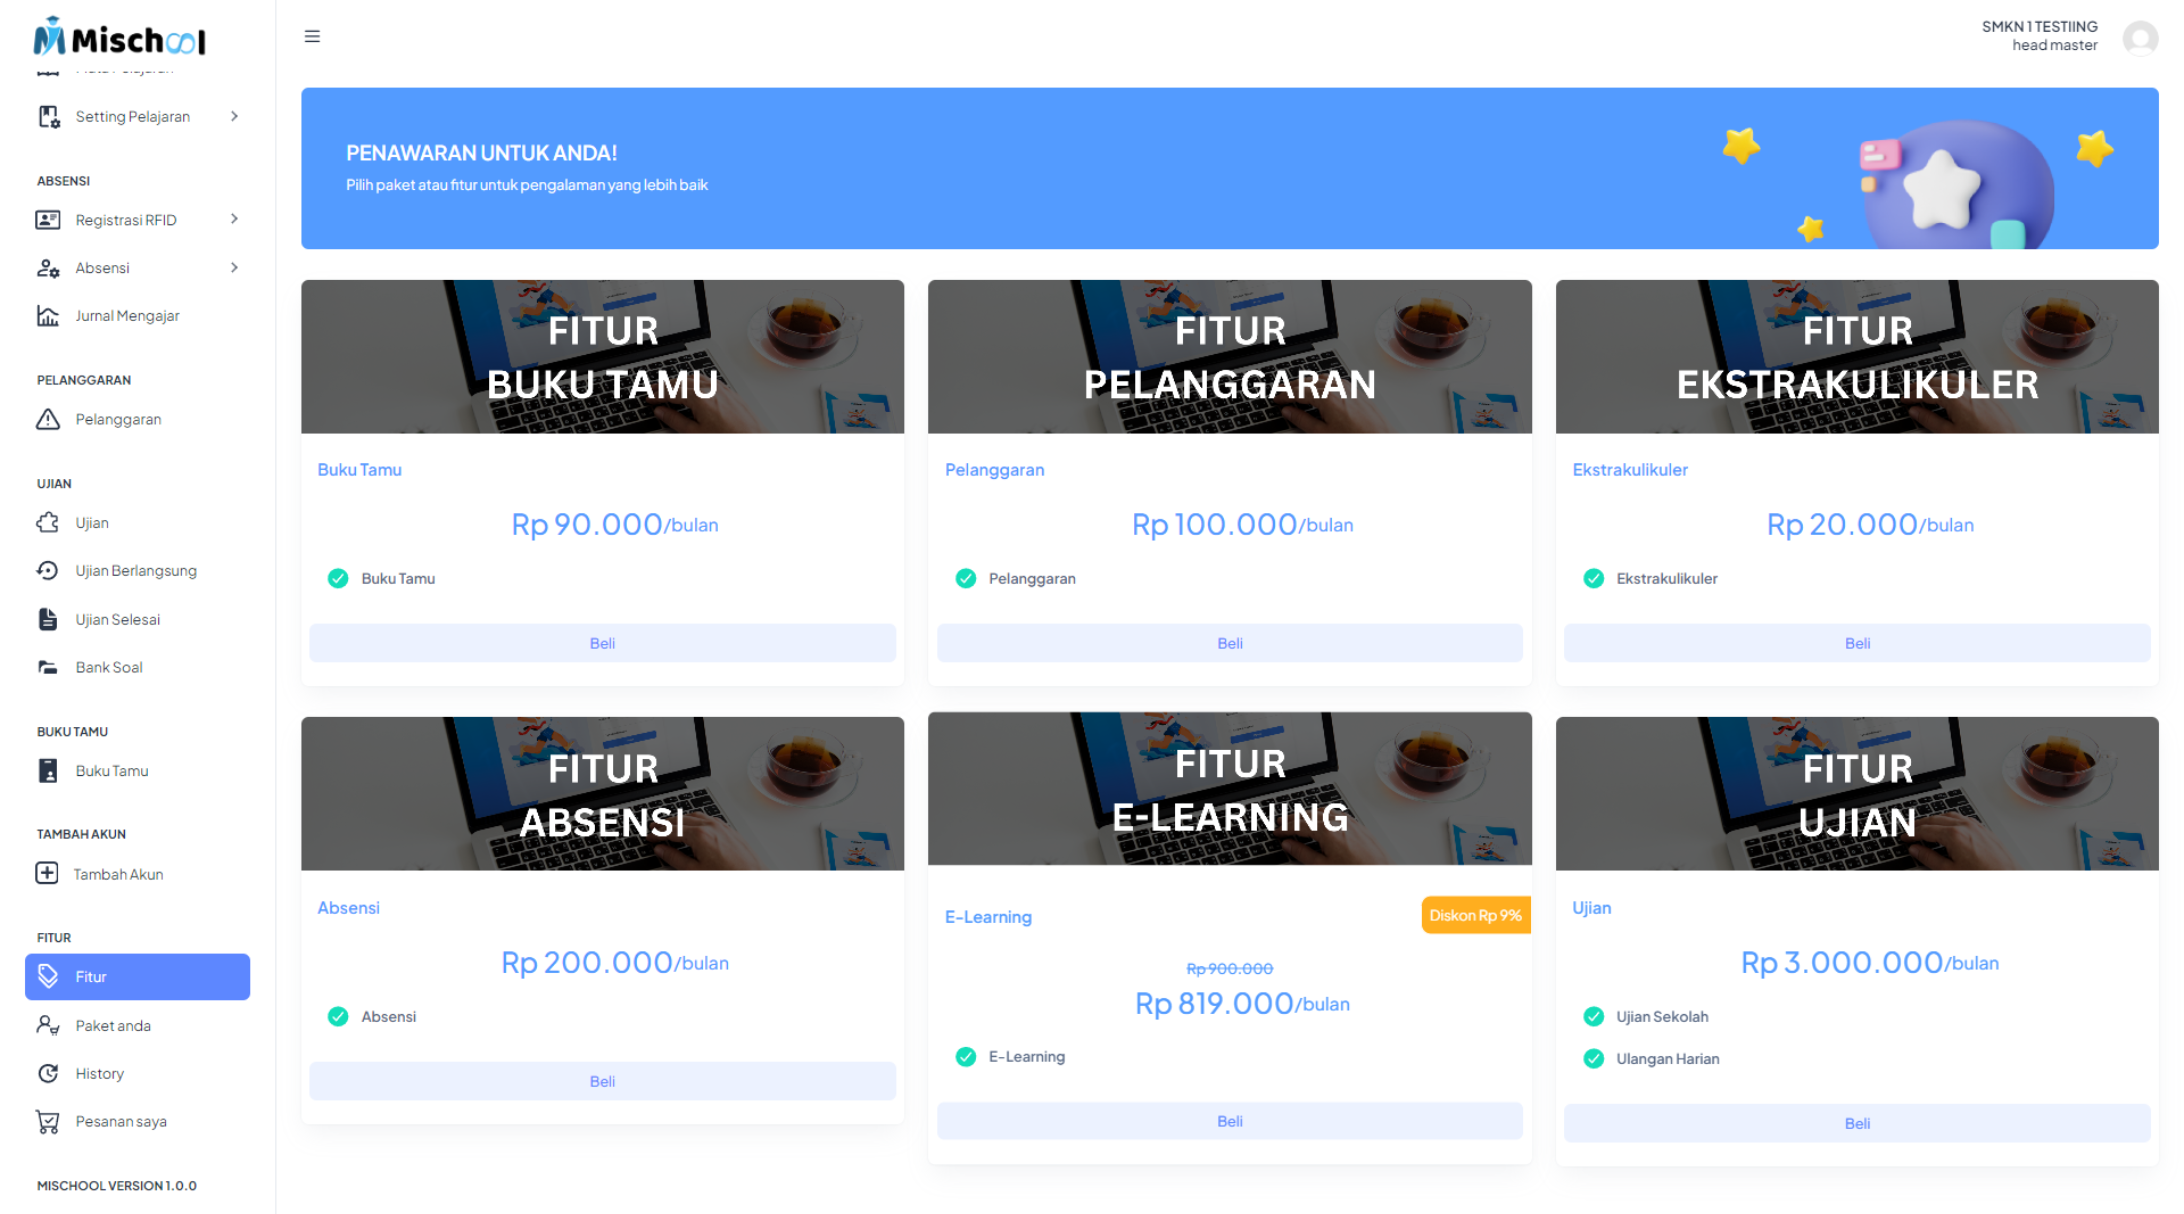 Mischool
Setting Pelajaran
ABSENSI
Registrasi RFID
Absensi
Jurnal Mengajar
PELANGGARAN
Pelanggaran
UJIAN
Ujian
Ujian Berlangsung
Ujian Selesai
Bank Soal
BUKU TAMU
Buku Tamu
TAMBAH AKUN
Tambah Akun
FITUR
Fitur
Paket anda
History
Pesanan saya
MISCHOOL VERSION 1.0.0
SMKN 1 TESTIING
head master
PENAWARAN UNTUK ANDA!
Pilih paket atau fitur untuk pengalaman yang lebih baik
FITUR
BUKU TAMU
Buku Tamu
Rp 90.000/bulan
Buku Tamu
Beli
FITUR
PELANGGARAN
Pelanggaran
Rp 100.000/bulan
Pelanggaran
Beli
FITUR
EKSTRAKULIKULER
Ekstrakulikuler
Rp 20.000/bulan
Ekstrakulikuler
Beli
FITUR
ABSENSI
Absensi
Rp 200.000/bulan
Absensi
Beli
FITUR
E-LEARNING
E-Learning
Diskon Rp 9%
Rp 900.000
Rp 819.000/bulan
E-Learning
Beli
FITUR
UJIAN
Ujian
Rp 3.000.000/bulan
Ujian Sekolah
Ulangan Harian
Beli